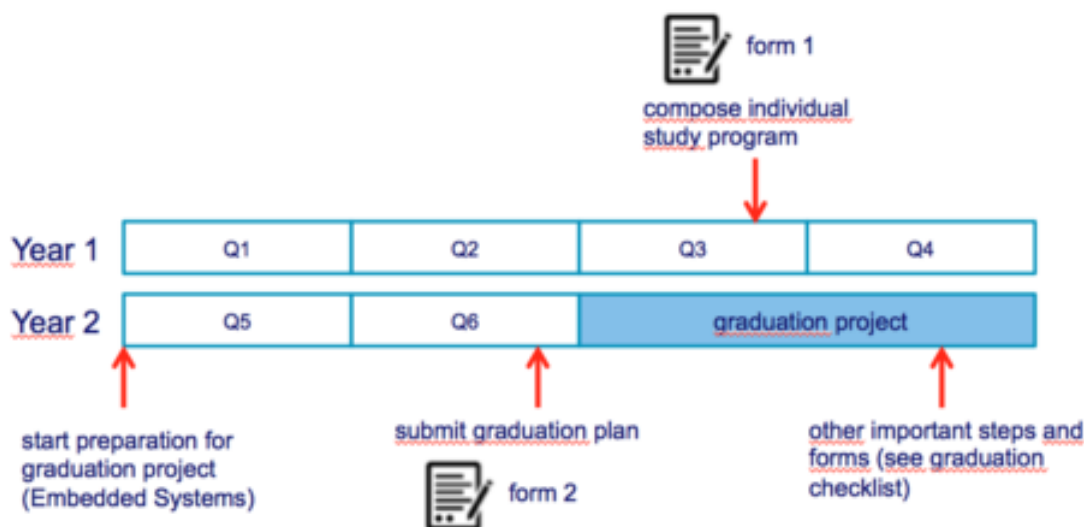 form 1
compose individual
study program
Year 1
Q1
Q2
Q3
Q4
Year 2
Q5
Q6
graduation project
start preparation for
graduation project
(Embedded Systems)
submit graduation plan
form 2
other important steps and
forms (see graduation
checklist)